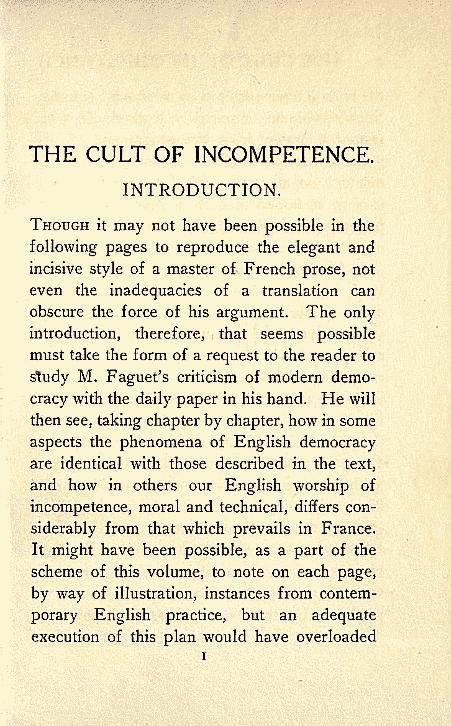 THE CULT OF INCOMPETENCE.
INTRODUCTION.
THOUGH it may not have been possible in the
following pages to reproduce the elegant and
incisive style of a master of French prose, not
even the inadequacies of a translation can
obscure the force of his argument. The only
introduction, therefore, that seems possible
must take the form of a request to the reader to
study M. Faguet's criticism of modern demo-
cracy with the daily paper in his hand. He will
then see, taking chapter by chapter, how in some
aspects the phenomena of English democracy
are identical with those described in the text,
and how in others our English worship of
incompetence, moral and technical, differs con-
siderably from that which prevails in France.
It might have been possible, as a part of the
scheme of this volume, to note on each page,
by way of illustration, instances from contem-
porary English practice, but an adequate
execution of this plan would have overloaded
I